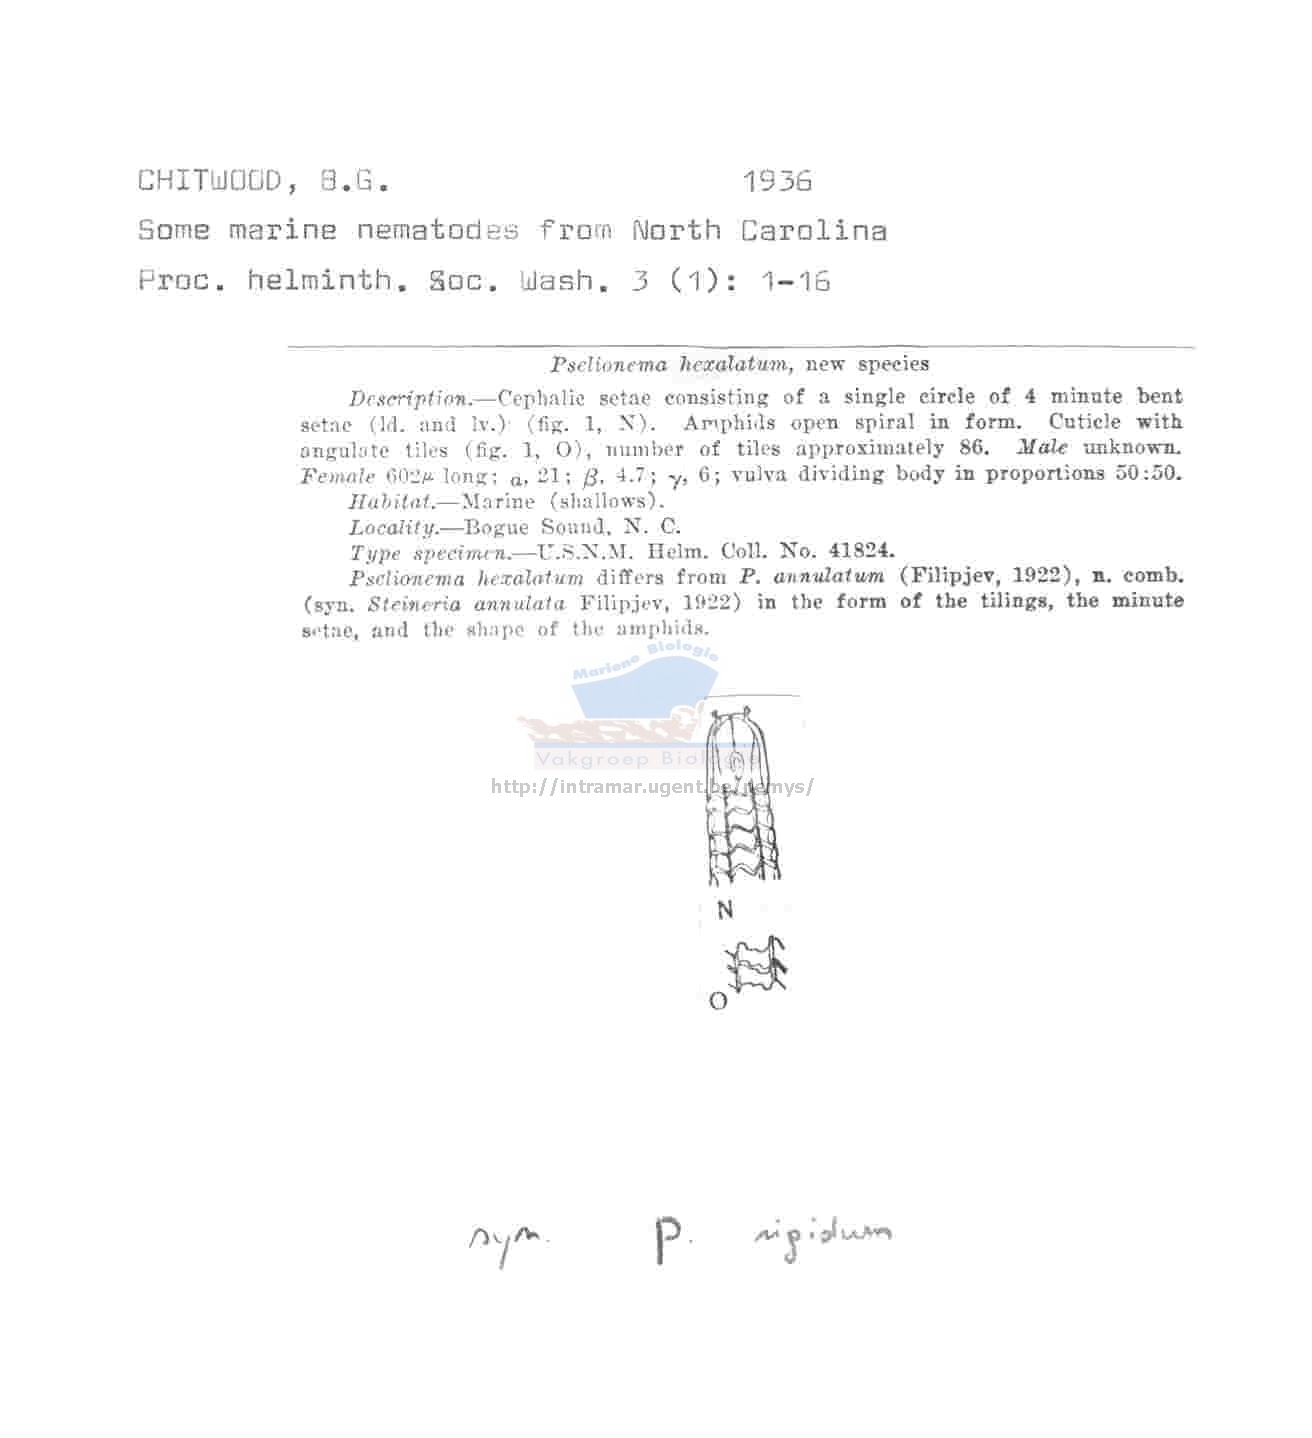 CHITWOOD, B.G. 1936
Some marine nematodes from North Carolina
Proc. helminth. Soc. Wash. 3 (1): 1-16
Pselionema hexalatum, new species
Description.—Cephalic setae consisting of a single circle of 4 minute bent
setae (ld. and lv.) (fig. 1, N). Amphids open spiral in form. Cuticle with
angulate tiles (fig. 1, O), number of tiles approximately 86. Male unknown.
Female 602μ long; α, 21; β, 4.7; γ, 6; vulva dividing body in proportions 50:50.
Habitat.—Marine (shallows).
Locality.—Bogue Sound, N. C.
Type specimen.—U.S.N.M. Helm. Coll. No. 41824.
Pselionema hexalatum differs from P. annulatum (Filipjev, 1922), n. comb.
(syn. Steineria annulata Filipjev, 1922) in the form of the tilings, the minute
setae, and the shape of the amphids.
Mariene Biologie
Vakgroep Biologie
http://intramar.ugent.be/nemys/
N
O
syn. P. rigidum